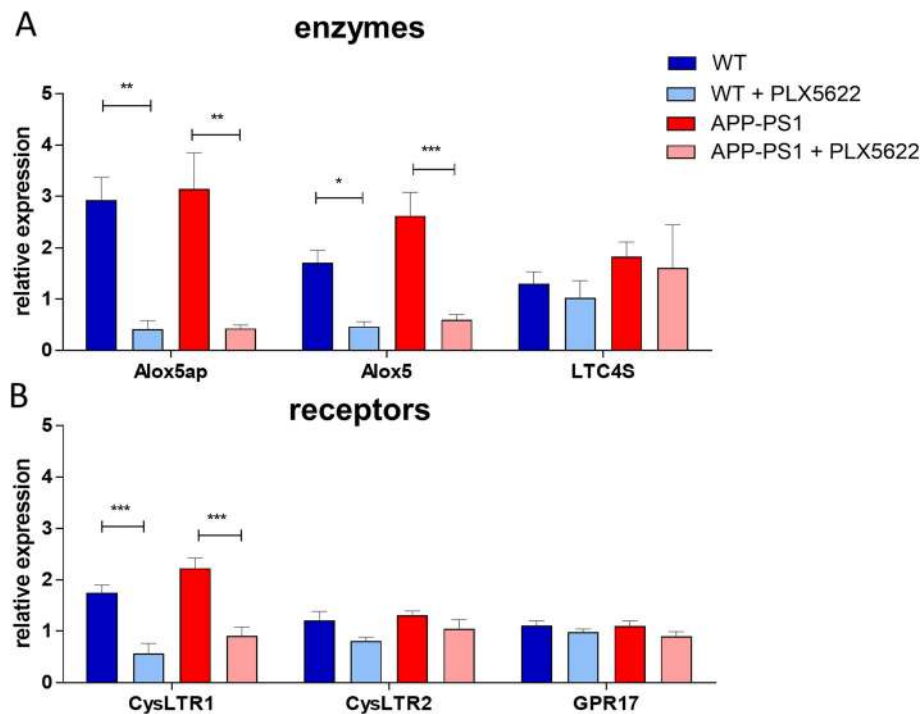 A
enzymes
WT
WT + PLX5622
APP-PS1
APP-PS1 + PLX5622
relative expression
5
4
3
2
1
0
**
**
*
***
Alox5ap Alox5 LTC4S
B
receptors
relative expression
5
4
3
2
1
0
***
***
CysLTR1 CysLTR2 GPR17